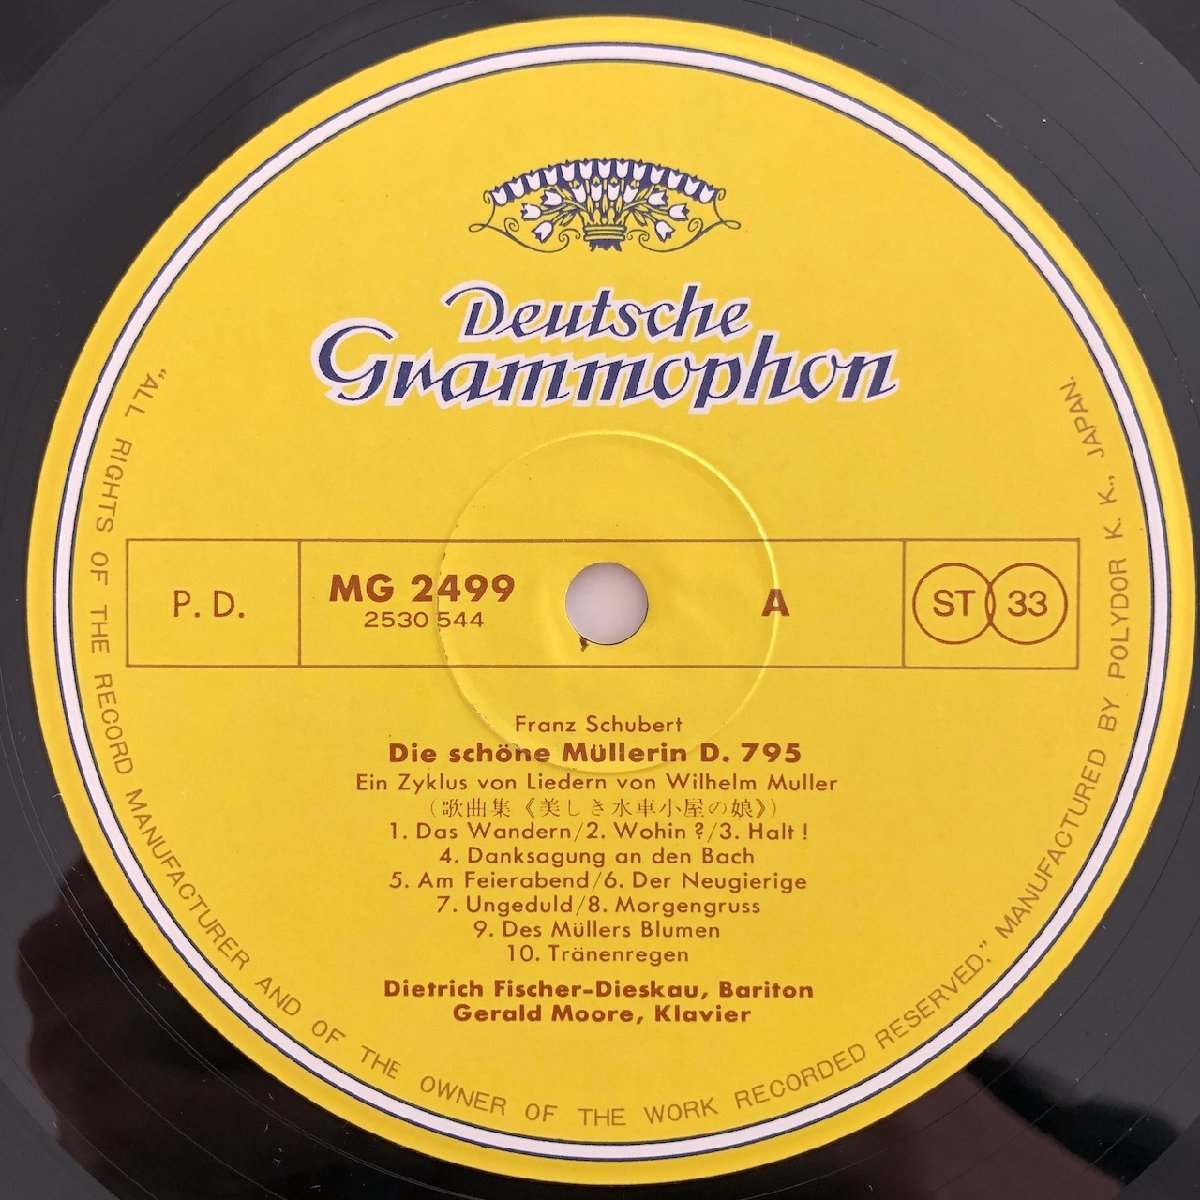 Deutsche
Grammophon
P. D.
MG 2499
2530 544
A
ST 33
Franz Schubert
Die schöne Müllerin D. 795
Ein Zyklus von Liedern von Wilhelm Muller
(歌曲集《美しき水車小屋の娘》)
1. Das Wandern/2. Wohin ?/3. Halt !
4. Danksagung an den Bach
5. Am Feierabend/6. Der Neugierige
7. Ungeduld/8. Morgengruss
9. Des Müllers Blumen
10. Tränenregen
Dietrich Fischer-Dieskau, Bariton
Gerald Moore, Klavier
"ALL RIGHTS OF THE RECORD MANUFACTURER AND OF THE OWNER OF THE WORK RECORDED RESERVED." MANUFACTURED BY POLYDOR K. K., JAPAN.